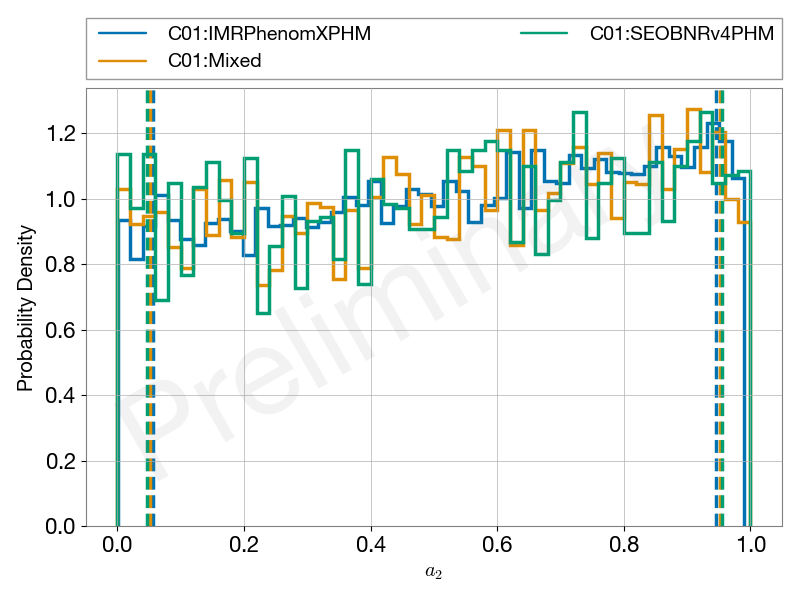 C01:IMRPhenomXPHM
C01:Mixed
C01:SEOBNRv4PHM
Probability Density
1.2
1.0
0.8
0.6
0.4
0.2
0.0
Preliminary
0.0 0.2 0.4 0.6 0.8 1.0
a₂